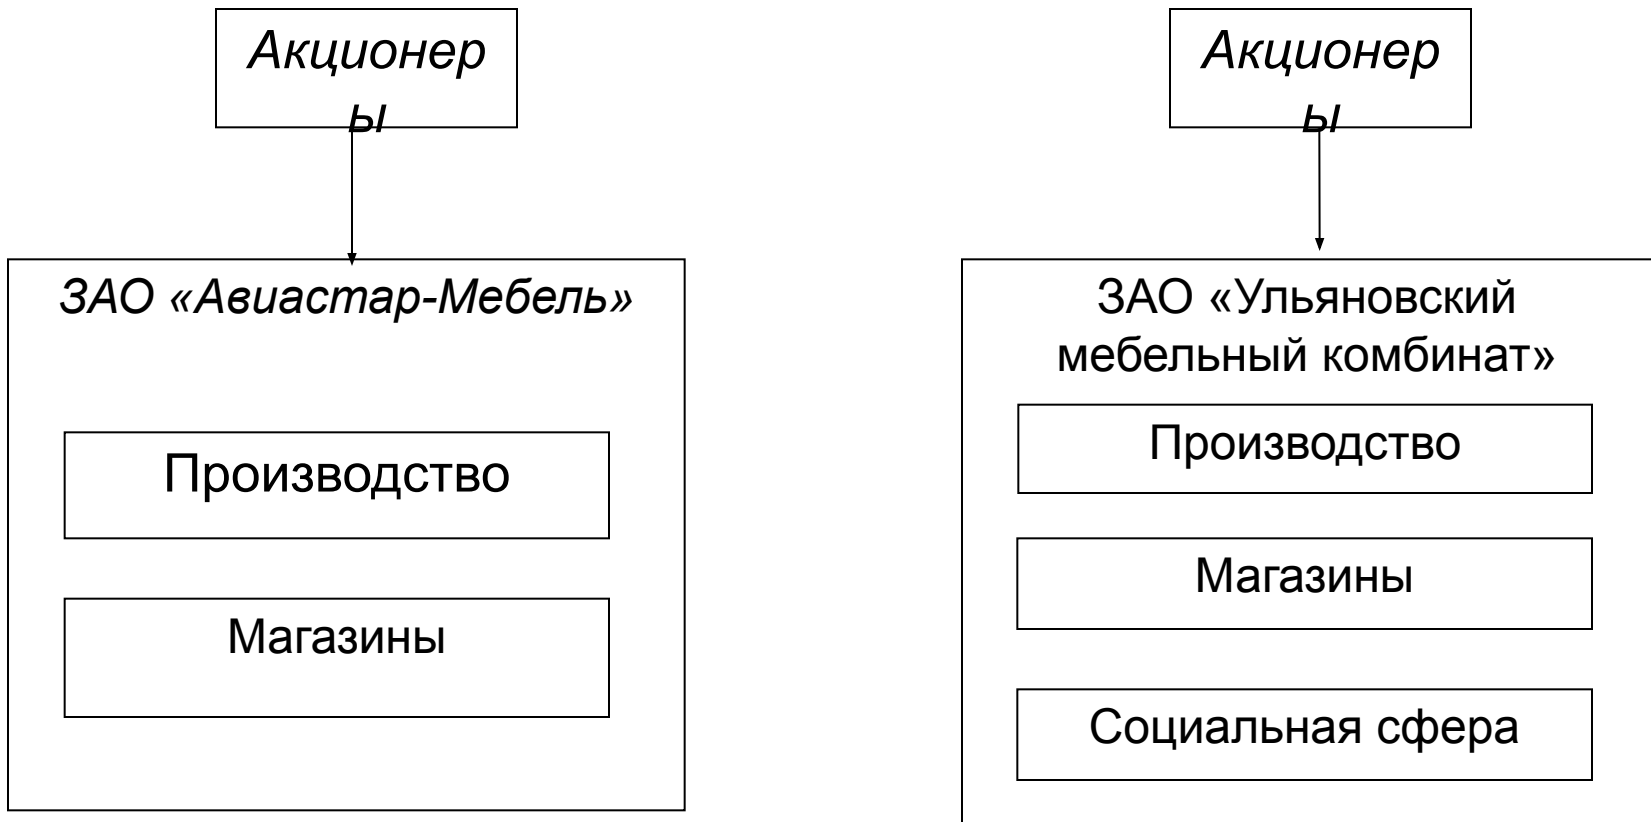 Акционер
ы
ЗАО «Авиастар-Мебель»
Производство
Магазины
Акционер
ы
ЗАО «Ульяновский
мебельный комбинат»
Производство
Магазины
Социальная сфера